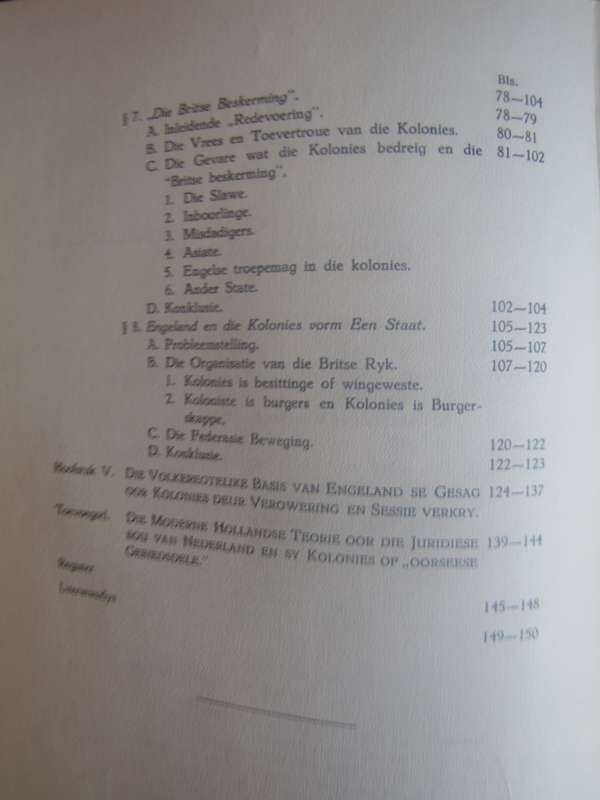 Bls.
§ 7. „Die Britse Beskerming”. 78—104
A. Inleidende „Redevoering”. 78—79
B. Die Vrees en Toevertroue van die Kolonies. 80—81
C. Die Gevare wat die Kolonies bedreig en die 81—102
"Britse beskerming".
1. Die Slawe.
2. Inboorlinge.
3. Misdadigers.
4. Asiate.
5. Engelse troepemag in die kolonies.
6. Ander State.
D. Konklusie. 102—104
§ 8. Engeland en die Kolonies vorm Een Staat. 105—123
A. Probleemstelling. 105—107
B. Die Organisatie van die Britse Ryk. 107—120
1. Kolonies is besittinge of wingeweste.
2. Koloniste is burgers en Kolonies is Burger-
skappe.
C. Die Federasie Beweging. 120—122
D. Konklusie. 122—123
V. DIE VOLKEREGTELIKE BASIS VAN ENGELAND SE GESAG 124—137
OOR KOLONIES DEUR VEROWERING EN SESSIE VERKRY.
Toevoegsel. DIE MODERNE HOLLANDSE TEORIE OOR DIE JURIDIESE 139—144
BOU VAN NEDERLAND EN SY KOLONIES OF „OORSEESE
GEBIEDSDELE.”
Register 145—148
149—150